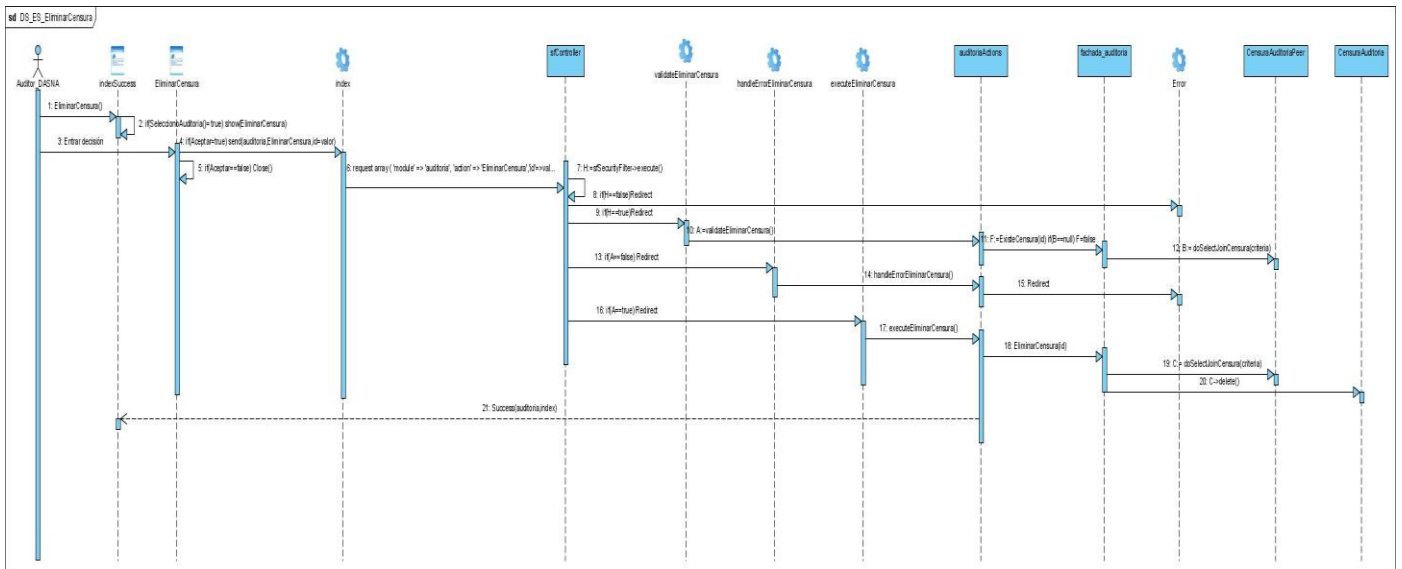 sd DS_ES_EliminarCensura
Auditor_DASNA
indexSuccess
EliminarCensura
index
sfController
validateEliminarCensura
handleErrorEliminarCensura
executeEliminarCensura
auditoriaActions
fachada_auditoria
Error
CensuraAuditoriaPeer
CensuraAuditoria
1: EliminarCensura()
2: if(SeleccionoAuditoria()= true) show(EliminarCensura)
3: Entrar decisión
4: if(Aceptar=true) send(auditoria,EliminarCensura,id=valor)
5: if(Aceptar==false) Close()
6: request array ( 'module' => 'auditoria', 'action' => 'EliminarCensura','id'=>val...
7: H:=sfSecurityFilter->execute()
8: if(H==false)Redirect
9: if(H==true)Redirect
10: A:=validateEliminarCensura()
11: F:=ExisteCensura(id) if(B==null) F=false
12: B:= doSelectJoinCensura(criteria)
13: if(A==false) Redirect
14: handleErrorEliminarCensura()
15: Redirect
16: if(A==true)Redirect
17: executeEliminarCensura()
18: EliminarCensura(id)
19: C:= doSelectJoinCensura(criteria)
20: C->delete()
21: Success(auditoria,index)